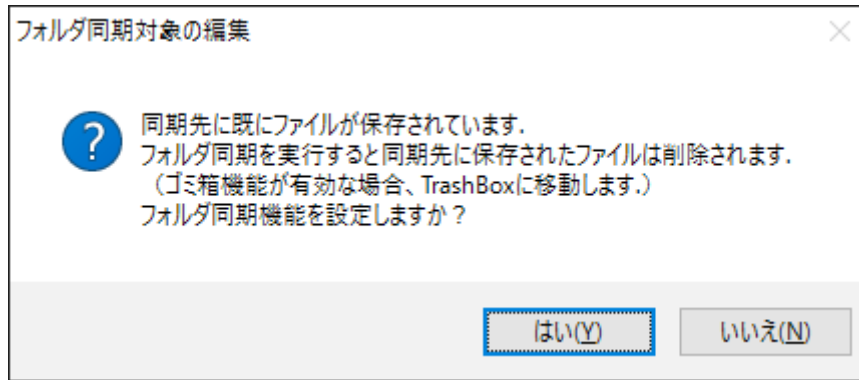 フォルダ同期対象の編集
同期先に既にファイルが保存されています.
フォルダ同期を実行すると同期先に保存されたファイルは削除されます.
（ゴミ箱機能が有効な場合、TrashBoxに移動します.）
フォルダ同期機能を設定しますか？
はい(Y)
いいえ(N)